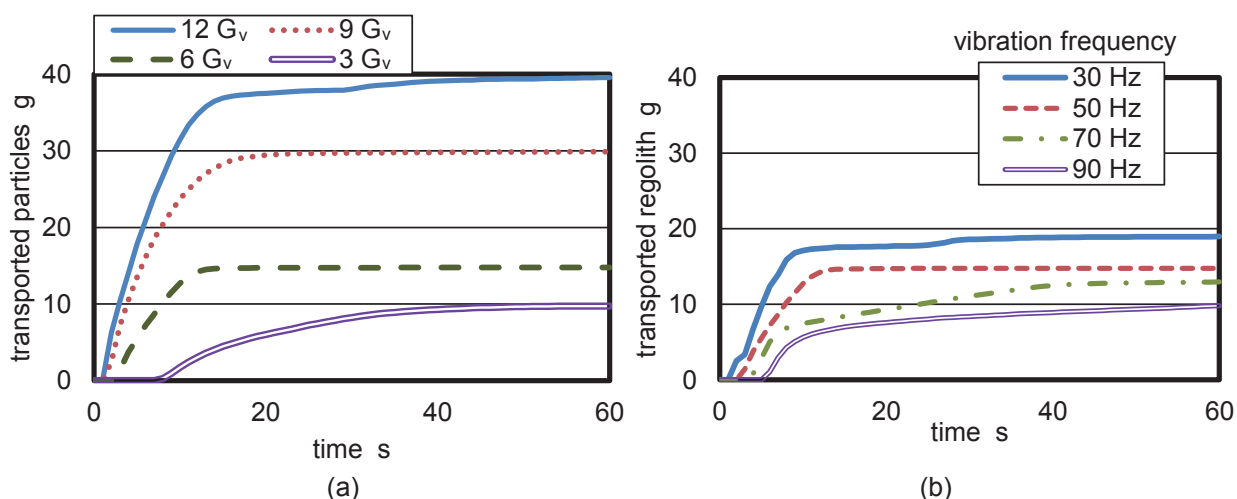 12 Gᵥ 9 Gᵥ
6 Gᵥ 3 Gᵥ
transported particles g
40
30
20
10
0
0 20 40 60
time s
(a)
vibration frequency
30 Hz
50 Hz
70 Hz
90 Hz
transported regolith g
40
30
20
10
0
0 20 40 60
time s
(b)